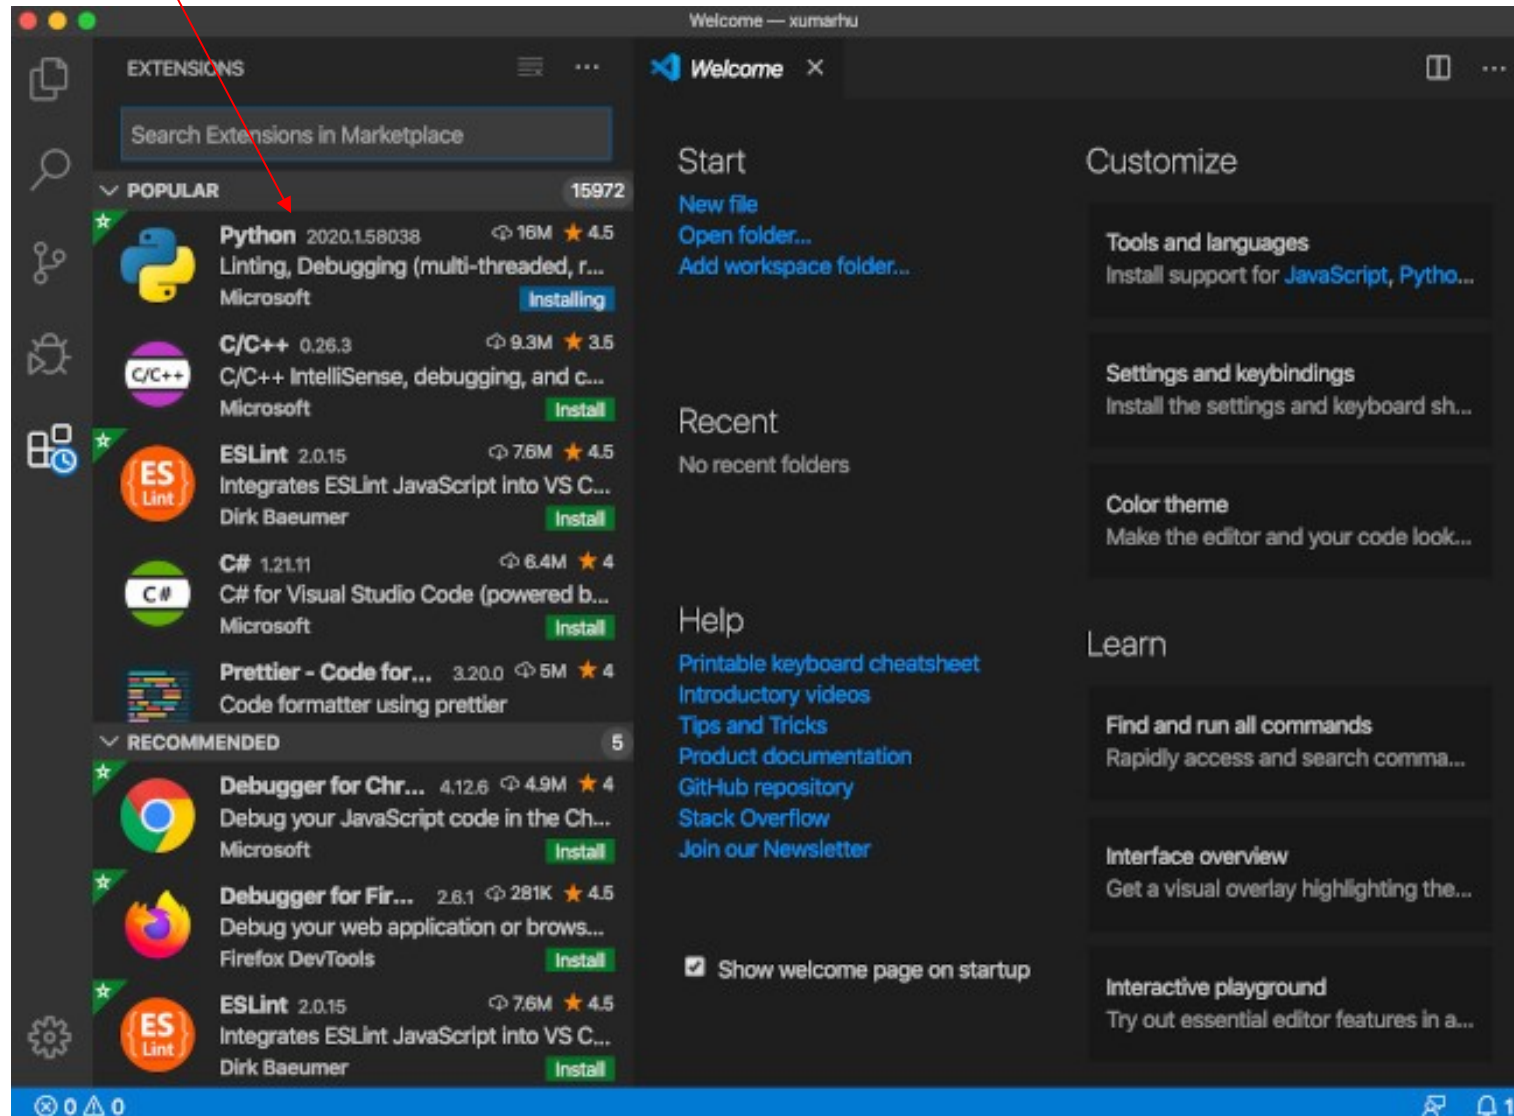 Welcome — xumarhu
EXTENSIONS
Search Extensions in Marketplace
POPULAR 15972
Python 2020.1.58038 16M 4.5
Linting, Debugging (multi-threaded, r...
Microsoft Installing
C/C++
C/C++ 0.26.3 9.3M 3.5
C/C++ IntelliSense, debugging, and c...
Microsoft Install
ES
Lint
ESLint 2.0.15 7.6M 4.5
Integrates ESLint JavaScript into VS C...
Dirk Baeumer Install
C#
C# 1.21.11 6.4M 4
C# for Visual Studio Code (powered b...
Microsoft Install
Prettier - Code for... 3.20.0 5M 4
Code formatter using prettier
RECOMMENDED 5
Debugger for Chr... 4.12.6 4.9M 4
Debug your JavaScript code in the Ch...
Microsoft Install
Debugger for Fir... 2.6.1 281K 4.5
Debug your web application or brows...
Firefox DevTools Install
ES
Lint
ESLint 2.0.15 7.6M 4.5
Integrates ESLint JavaScript into VS C...
Dirk Baeumer Install
Welcome
Start
New file
Open folder...
Add workspace folder...
Recent
No recent folders
Help
Printable keyboard cheatsheet
Introductory videos
Tips and Tricks
Product documentation
GitHub repository
Stack Overflow
Join our Newsletter
Show welcome page on startup
Customize
Tools and languages
Install support for JavaScript, Pytho...
Settings and keybindings
Install the settings and keyboard sh...
Color theme
Make the editor and your code look...
Learn
Find and run all commands
Rapidly access and search comma...
Interface overview
Get a visual overlay highlighting the...
Interactive playground
Try out essential editor features in a...
0 0 1